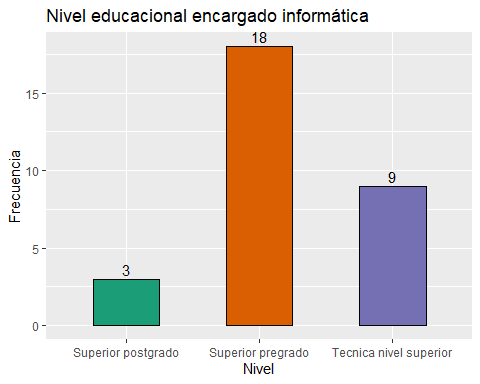 Nivel educacional encargado informática
18
15
9
10
Frecuencia
5
3
0
Superior postgrado
Superior pregrado
Tecnica nivel superior
Nivel